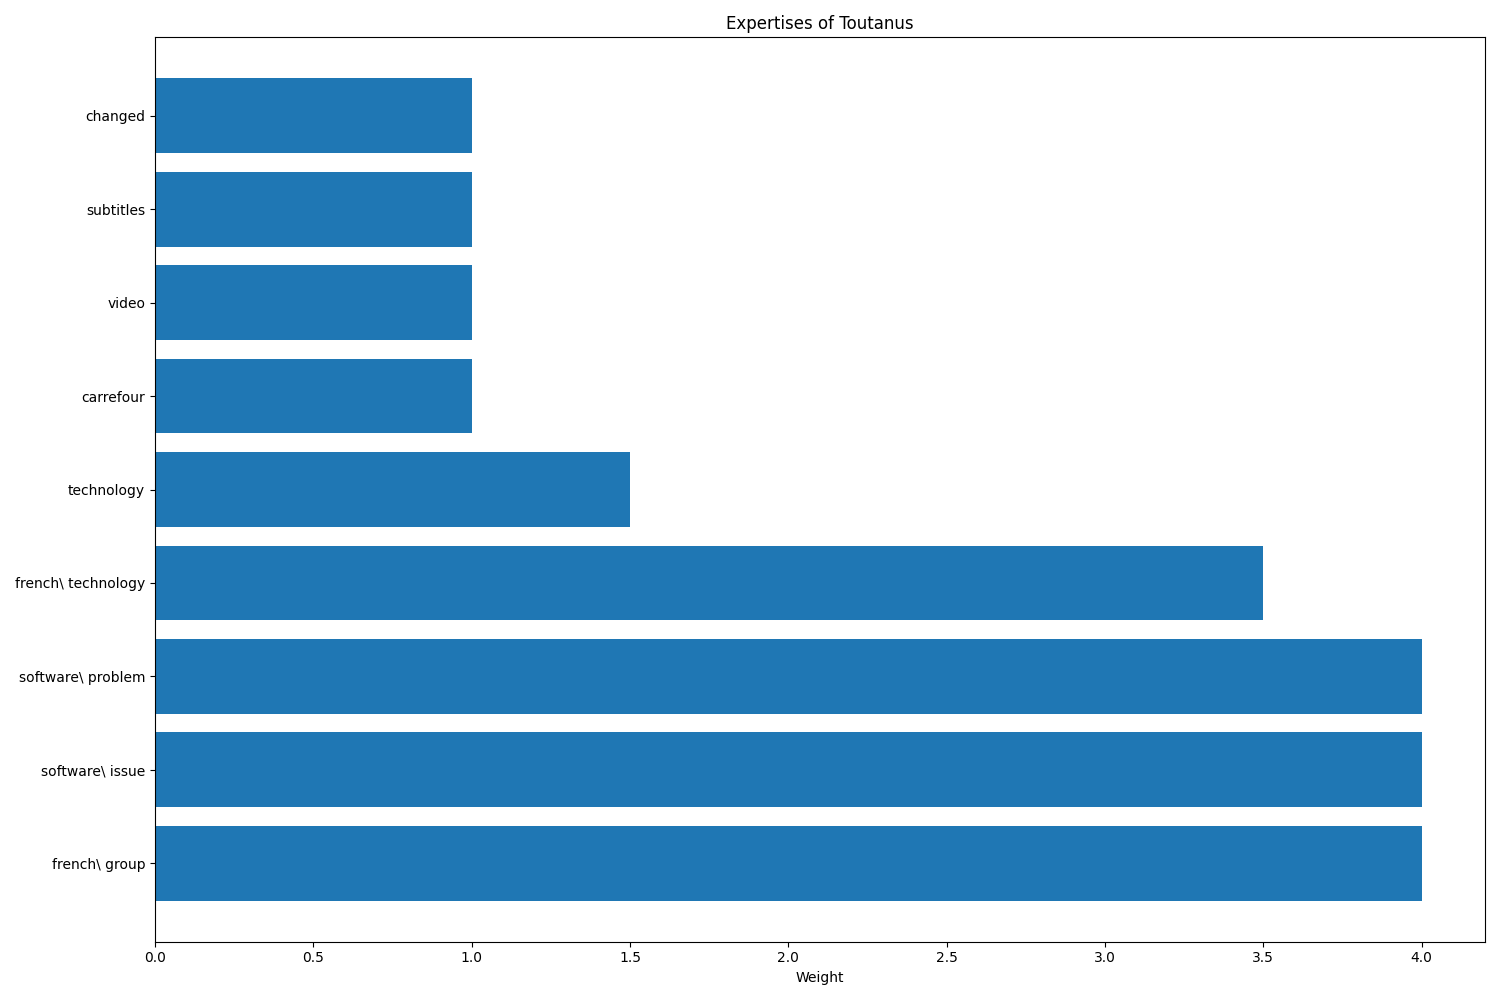 Expertises of Toutanus
changed
subtitles
video
carrefour
technology
french\ technology
software\ problem
software\ issue
french\ group
0.0 0.5 1.0 1.5 2.0 2.5 3.0 3.5 4.0
Weight